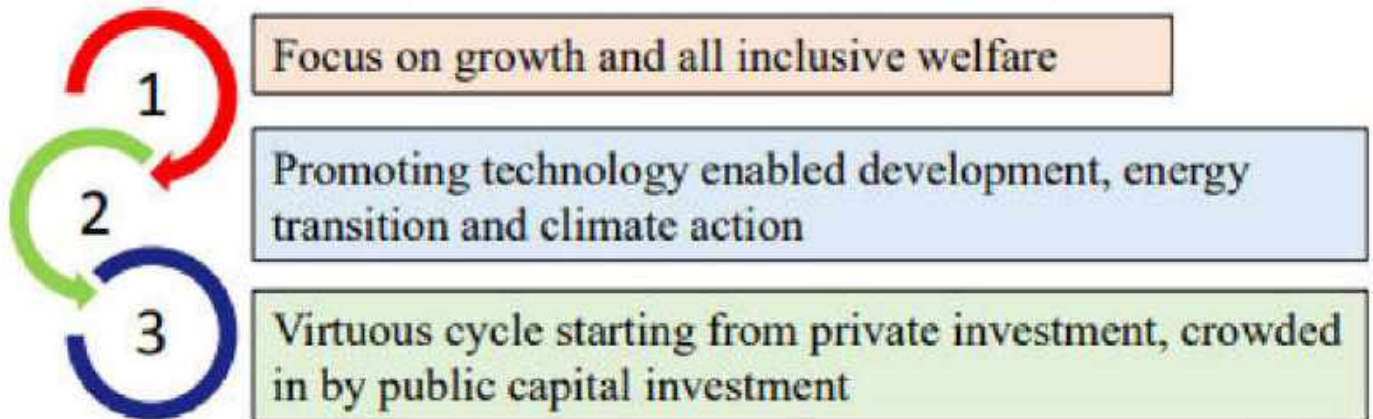 1
Focus on growth and all inclusive welfare
2
Promoting technology enabled development, energy
transition and climate action
3
Virtuous cycle starting from private investment, crowded
in by public capital investment